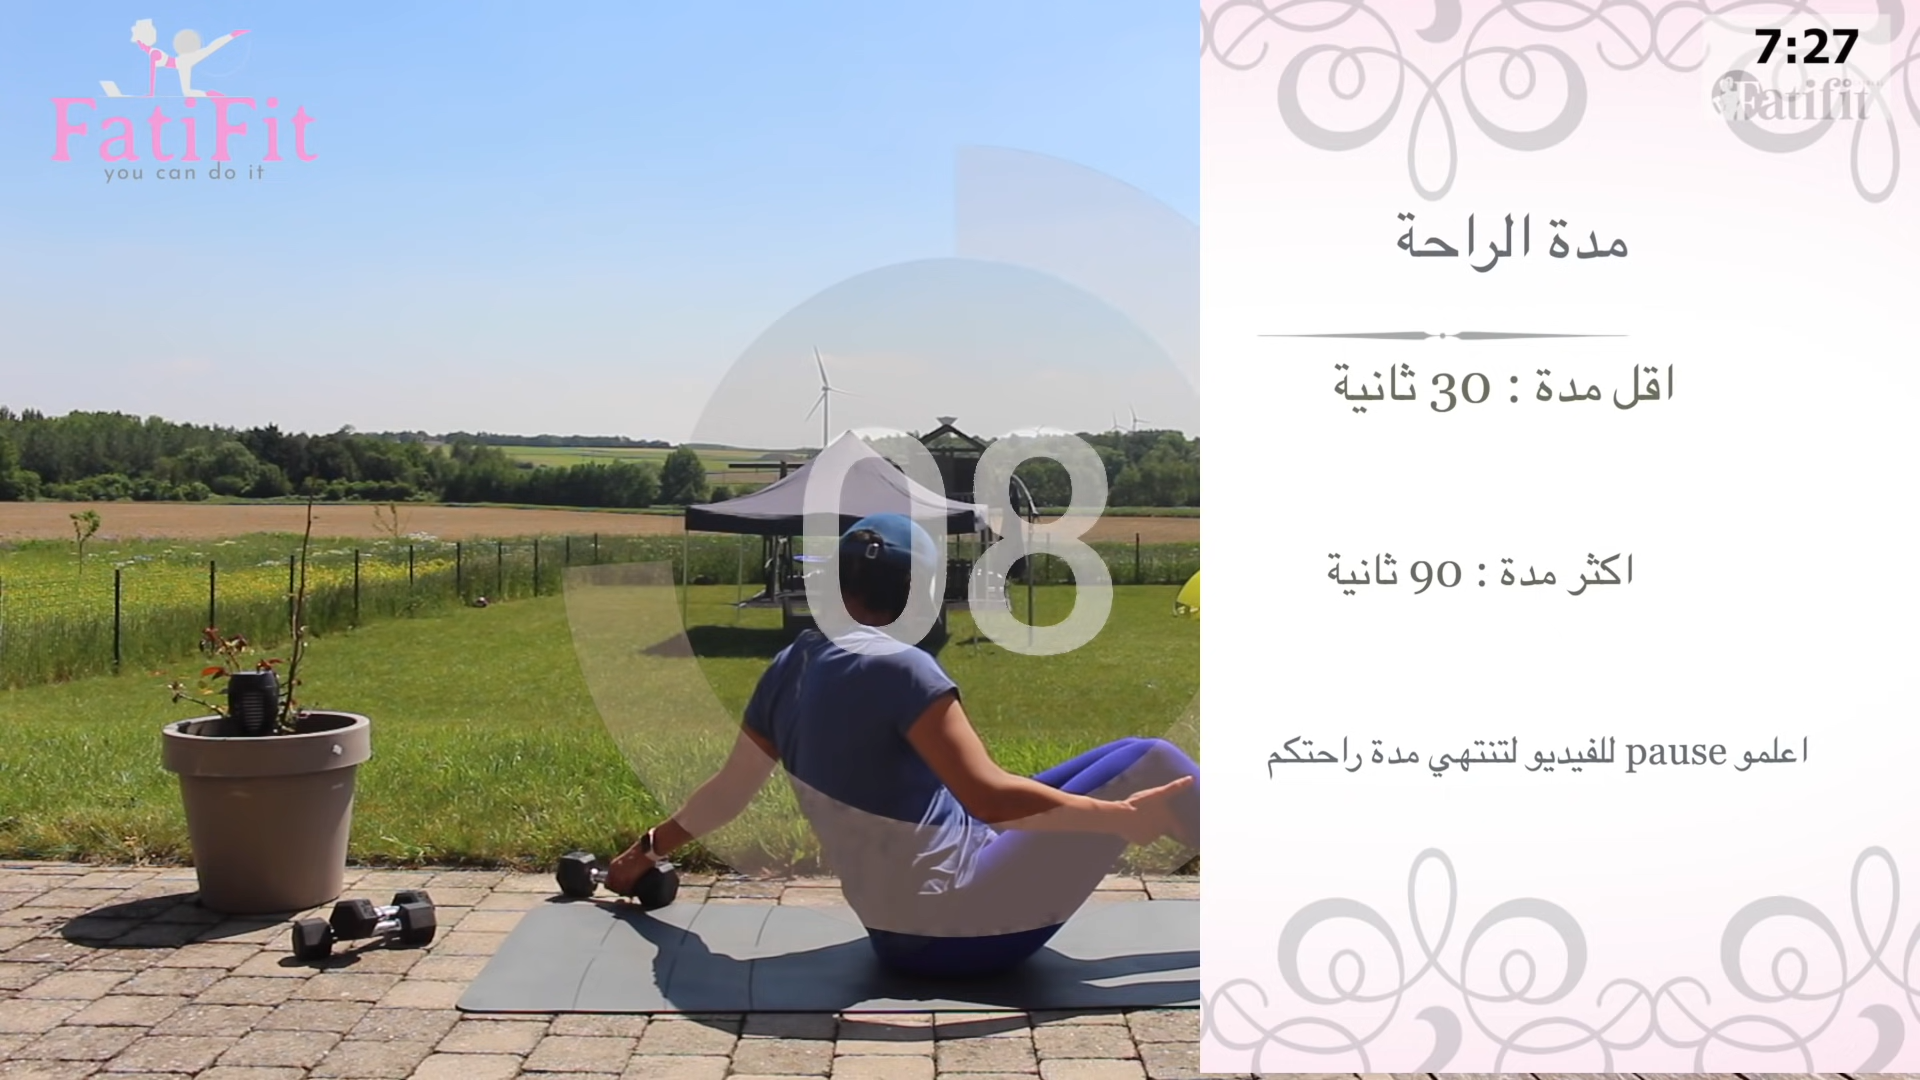 FatiFit
you can do it
7:27
Fatifit
08
مدة الراحة
اقل مدة : 30 ثانية
اكثر مدة : 90 ثانية
اعلمو pause للفيديو لتنتهي مدة راحتكم